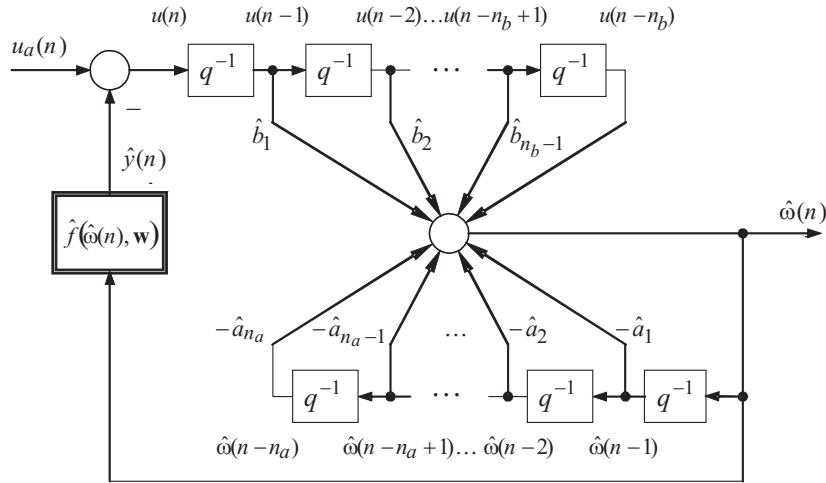 u(n) u(n−1) u(n−2)…u(n−n_b+1) u(n−n_b)
u_a(n)
q⁻¹ q⁻¹ … q⁻¹
−
b̂_1 b̂_2 b̂_{n_b−1}
ŷ(n)
f̂(ω̂(n), w) ω̂(n)
−â_{n_a} −â_{n_a−1} … −â_2 −â_1
q⁻¹ … q⁻¹ q⁻¹
ω̂(n−n_a) ω̂(n−n_a+1)… ω̂(n−2) ω̂(n−1)